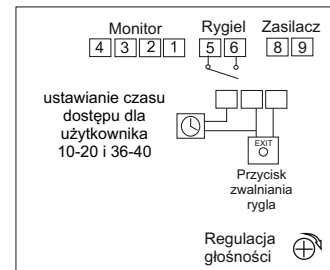 Monitor Rygiel Zasilacz
4 3 2 1 5 6 8 9
ustawianie czasu
dostępu dla
użytkownika
10-20 i 36-40
EXIT
Przycisk
zwalniania
rygla
Regulacja
głośności